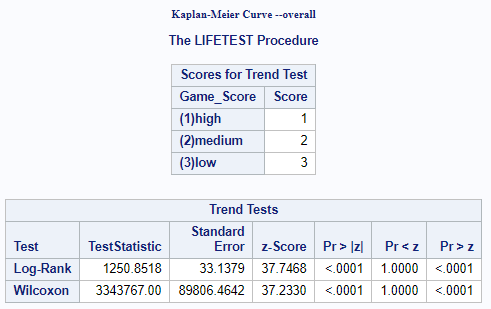 Kaplan-Meier Curve --overall
The LIFETEST Procedure
Scores for Trend Test
Game_Score Score
(1)high 1
(2)medium 2
(3)low 3
Trend Tests
Test Test Statistic Standard Error z-Score Pr > |z| Pr < z Pr > z
Log-Rank 1250.8518 33.1379 37.7468 <.0001 1.0000 <.0001
Wilcoxon 3343767.00 89806.4642 37.2330 <.0001 1.0000 <.0001